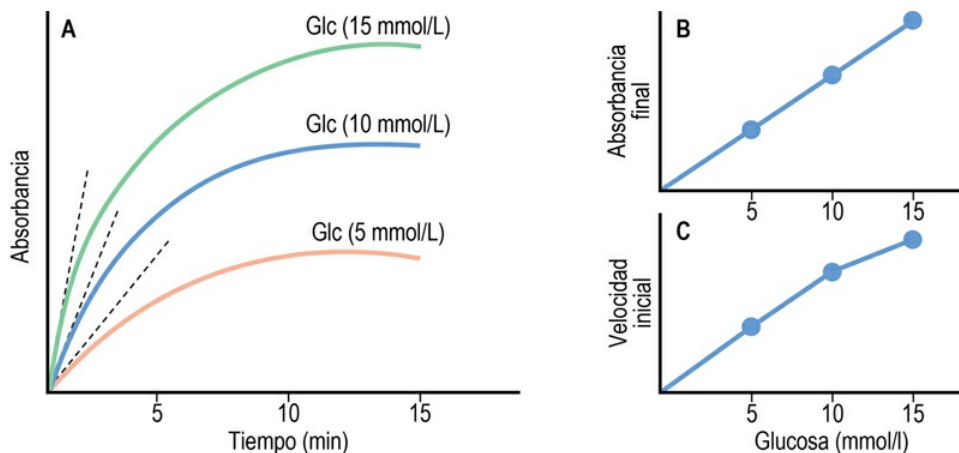 A
Glc (15 mmol/L)
Glc (10 mmol/L)
Glc (5 mmol/L)
Absorbancia
5
10
15
Tiempo (min)
B
Absorbancia
final
5
10
15
C
Velocidad
inicial
5
10
15
Glucosa (mmol/l)